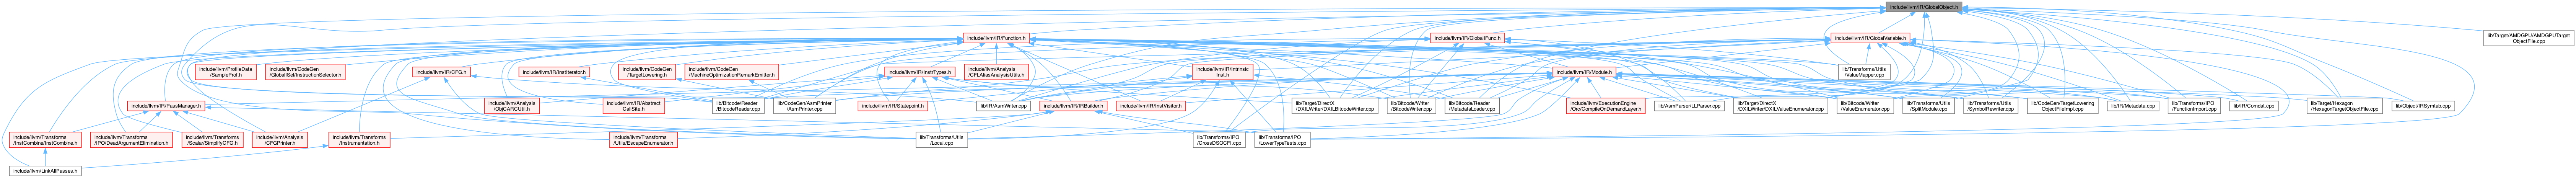 include/llvm/IR/GlobalObject.h
include/llvm/IR/Function.h
include/llvm/IR/GlobalIFunc.h
include/llvm/IR/GlobalVariable.h
lib/Target/AMDGPU/AMDGPUTarget
ObjectFile.cpp
include/llvm/ProfileData
/SampleProf.h
include/llvm/CodeGen
/GlobalISel/InstructionSelector.h
include/llvm/IR/CFG.h
include/llvm/IR/InstIterator.h
include/llvm/CodeGen
/TargetLowering.h
include/llvm/CodeGen
/MachineOptimizationRemarkEmitter.h
include/llvm/IR/InstrTypes.h
include/llvm/Analysis
/CFLAliasAnalysisUtils.h
include/llvm/IR/Intrinsic
Inst.h
include/llvm/IR/Module.h
lib/Transforms/Utils
/ValueMapper.cpp
include/llvm/IR/PassManager.h
include/llvm/Analysis
/ObjCARCUtil.h
include/llvm/IR/Abstract
CallSite.h
lib/Bitcode/Reader
/BitcodeReader.cpp
lib/CodeGen/AsmPrinter
/AsmPrinter.cpp
include/llvm/IR/Statepoint.h
lib/IR/AsmWriter.cpp
include/llvm/IR/IRBuilder.h
include/llvm/IR/InstVisitor.h
lib/Target/DirectX
/DXILWriter/DXILBitcodeWriter.cpp
lib/Bitcode/Writer
/BitcodeWriter.cpp
lib/Bitcode/Reader
/MetadataLoader.cpp
include/llvm/ExecutionEngine
/Orc/CompileOnDemandLayer.h
lib/AsmParser/LLParser.cpp
lib/Target/DirectX
/DXILWriter/DXILValueEnumerator.cpp
lib/Bitcode/Writer
/ValueEnumerator.cpp
lib/Transforms/Utils
/SplitModule.cpp
lib/Transforms/Utils
/SymbolRewriter.cpp
lib/CodeGen/TargetLowering
ObjectFileImpl.cpp
lib/IR/Metadata.cpp
lib/Transforms/IPO
/FunctionImport.cpp
lib/IR/Comdat.cpp
lib/Target/Hexagon
/HexagonTargetObjectFile.cpp
lib/Object/IRSymtab.cpp
include/llvm/Transforms
/InstCombine/InstCombine.h
include/llvm/Transforms
/IPO/DeadArgumentElimination.h
include/llvm/Transforms
/Scalar/SimplifyCFG.h
include/llvm/Analysis
/CFGPrinter.h
include/llvm/Transforms
/Instrumentation.h
include/llvm/Transforms
/Utils/EscapeEnumerator.h
lib/Transforms/Utils
/Local.cpp
lib/Transforms/IPO
/CrossDSOCFI.cpp
lib/Transforms/IPO
/LowerTypeTests.cpp
include/llvm/LinkAllPasses.h